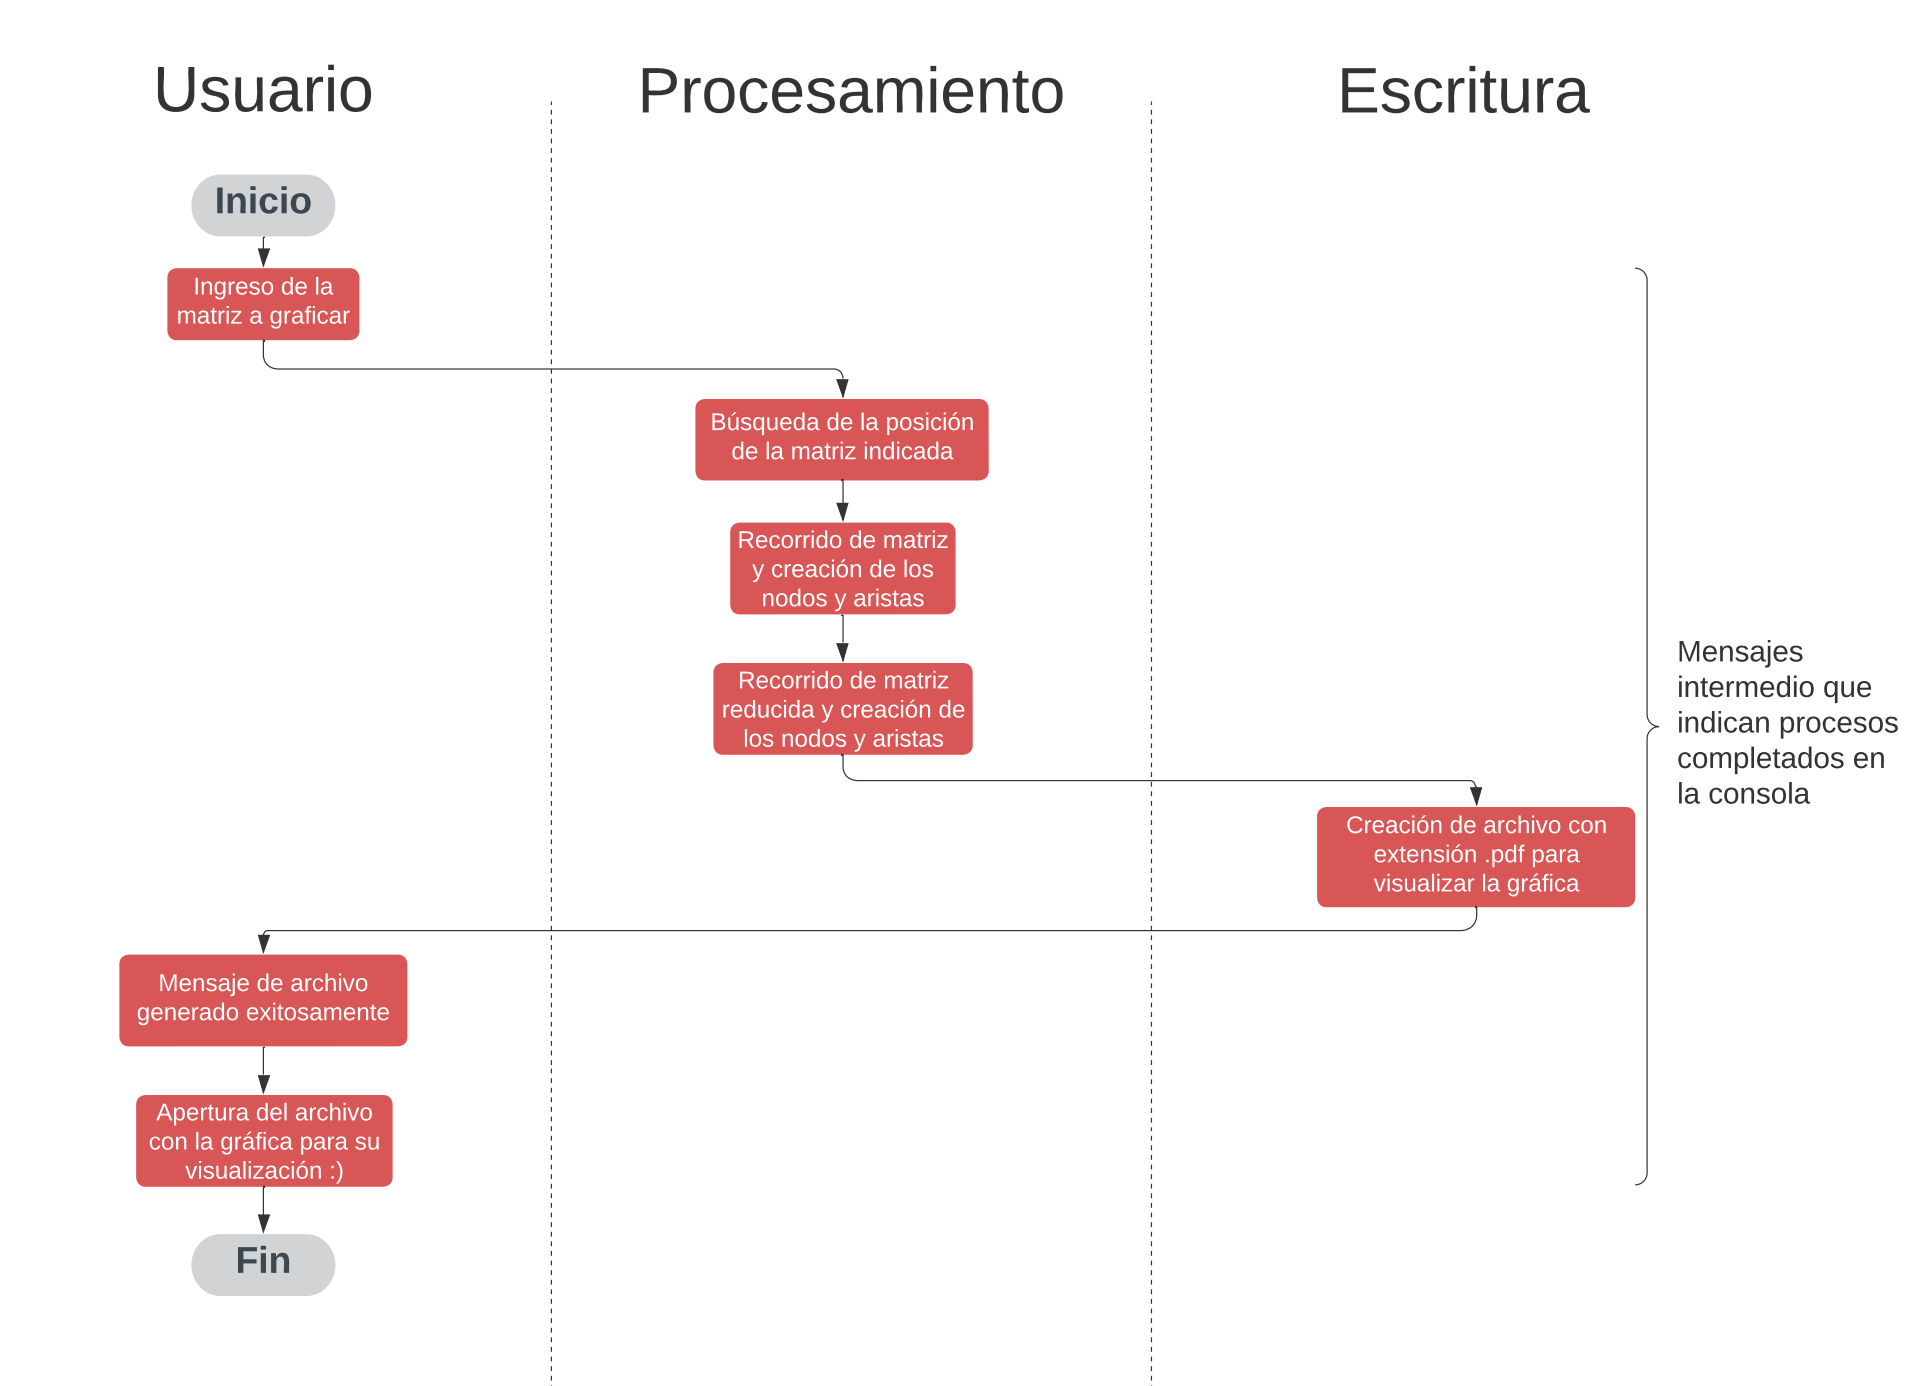 Usuario
Procesamiento
Escritura
Inicio
Ingreso de la
matriz a graficar
Búsqueda de la posición
de la matriz indicada
Recorrido de matriz
y creación de los
nodos y aristas
Recorrido de matriz
reducida y creación de
los nodos y aristas
Creación de archivo con
extensión .pdf para
visualizar la gráfica
Mensaje de archivo
generado exitosamente
Apertura del archivo
con la gráfica para su
visualización :)
Fin
Mensajes
intermedio que
indican procesos
completados en
la consola